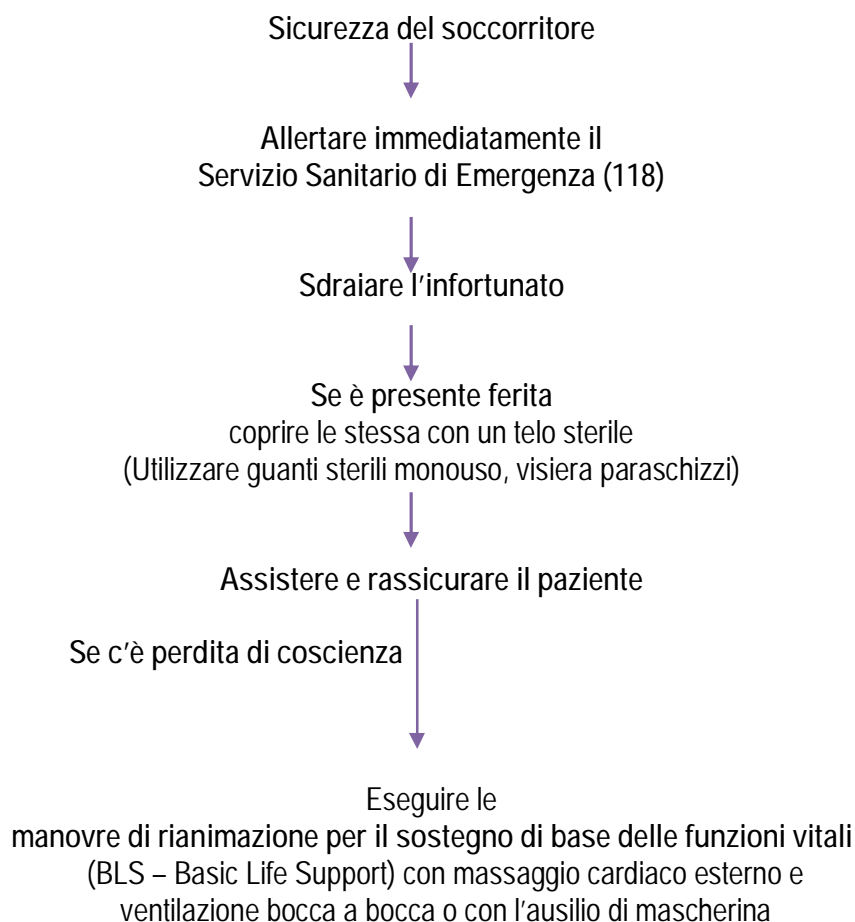 Sicurezza del soccorritore
Allertare immediatamente il
Servizio Sanitario di Emergenza (118)
Sdraiare l'infortunato
Se è presente ferita
coprire le stessa con un telo sterile
(Utilizzare guanti sterili monouso, visiera paraschizzi)
Assistere e rassicurare il paziente
Se c'è perdita di coscienza
Eseguire le
manovre di rianimazione per il sostegno di base delle funzioni vitali
(BLS – Basic Life Support) con massaggio cardiaco esterno e
ventilazione bocca a bocca o con l'ausilio di mascherina